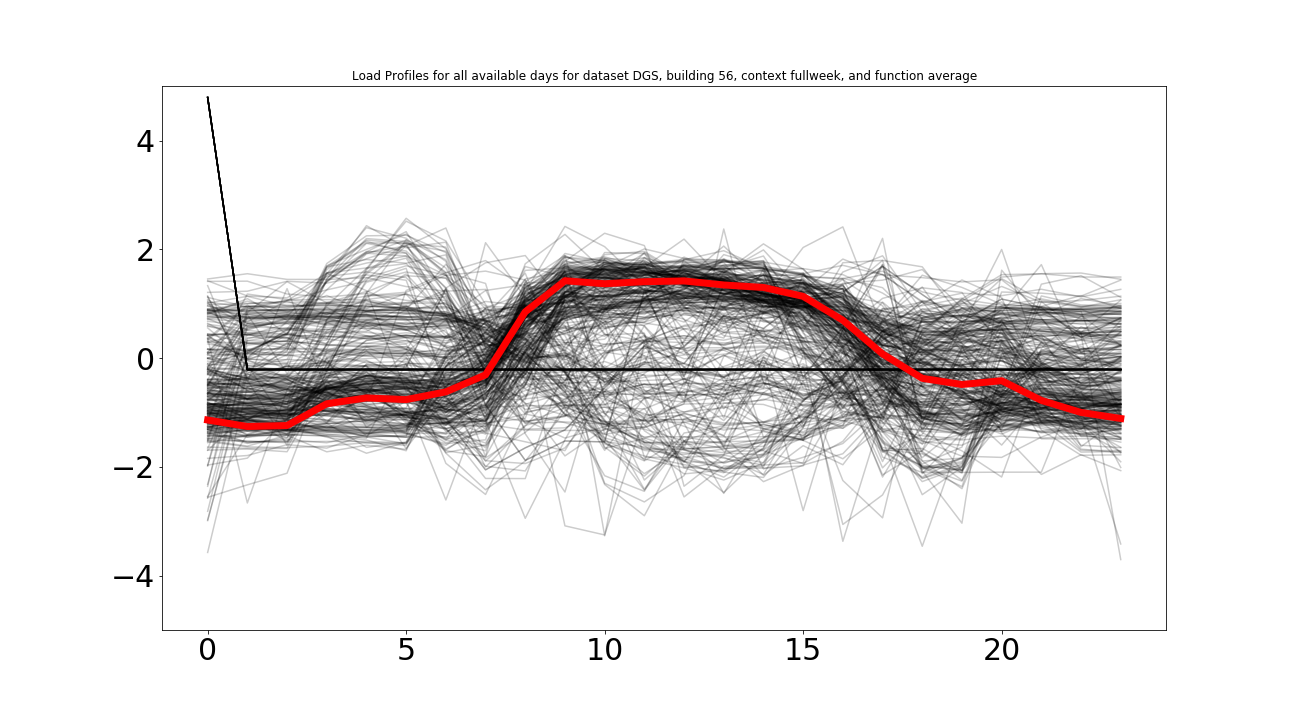 Load Profiles for all available days for dataset DGS, building 56, context fullweek, and function average
4
2
0
−2
−4
0 5 10 15 20